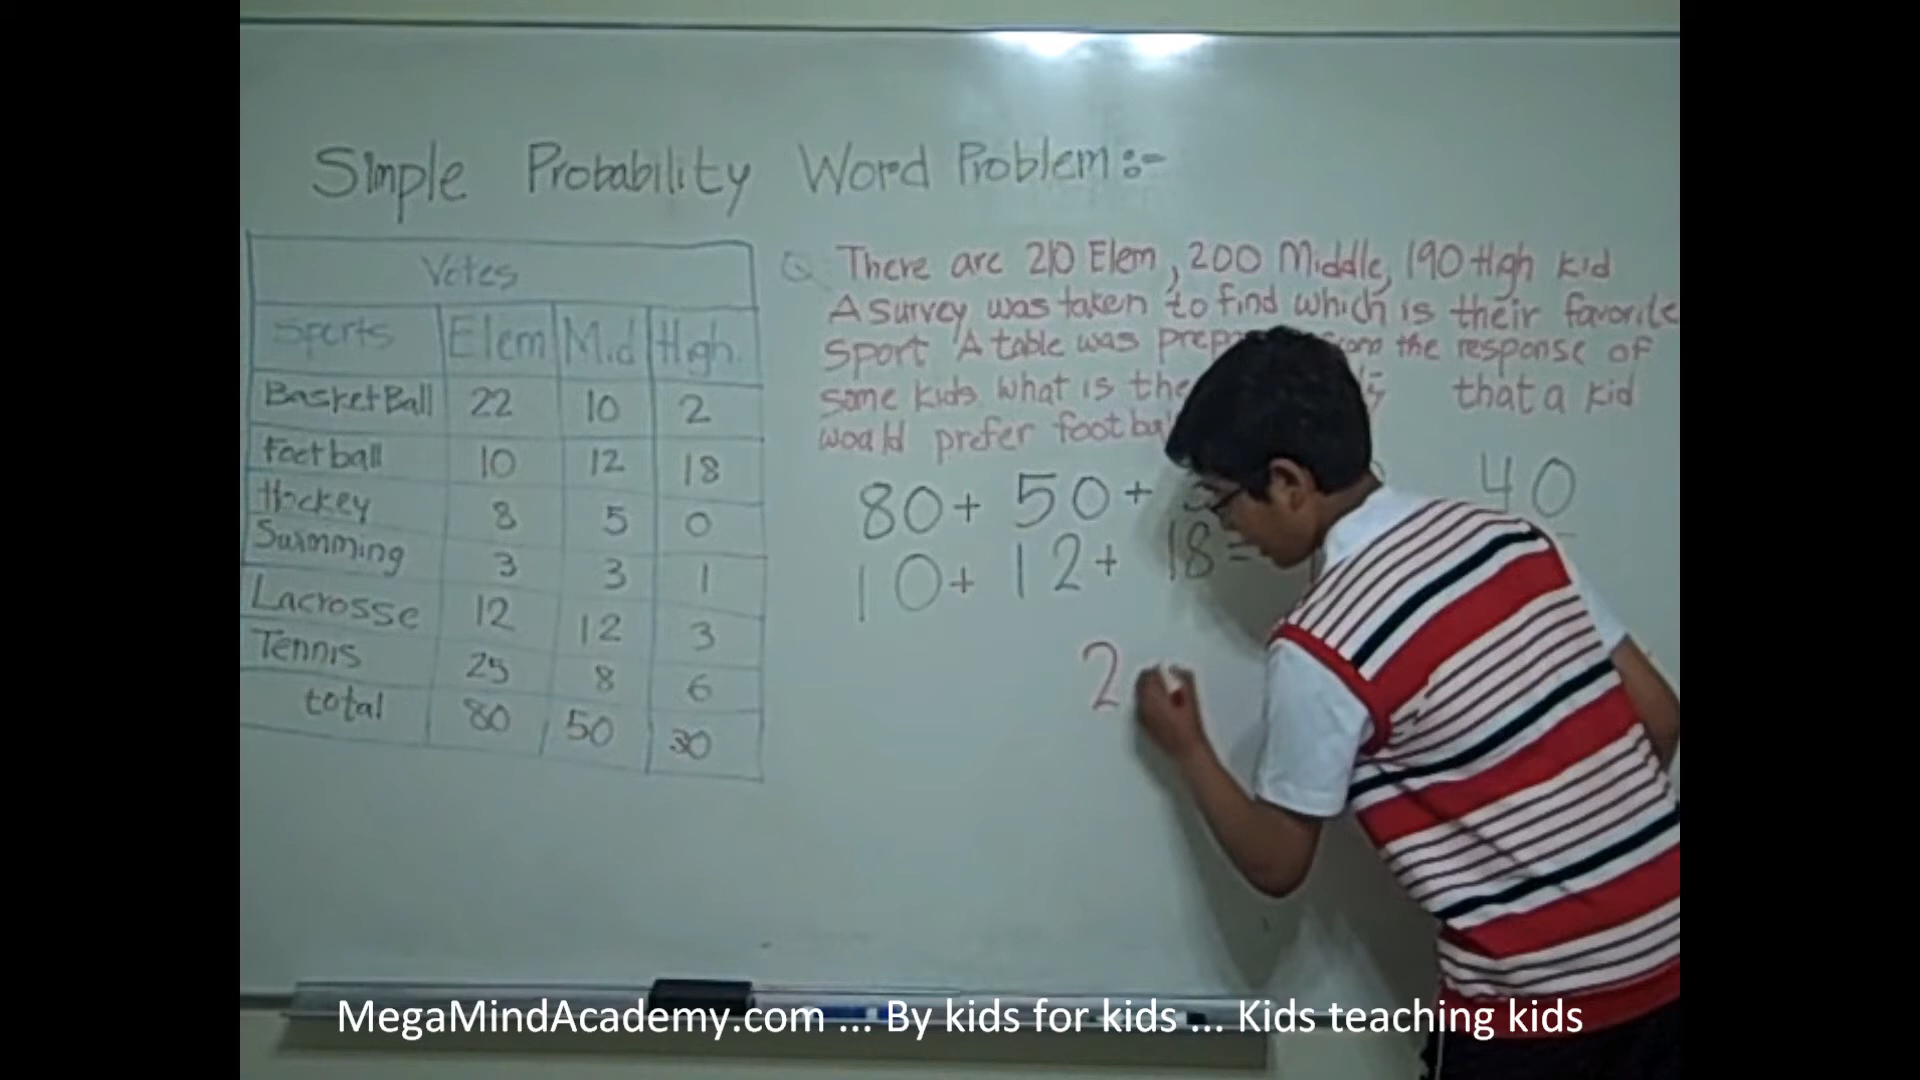 Simple Probability Word Problem:-
Votes
Sports Elem Mid High.
BasketBall 22 10 2
Football 10 12 18
Hockey 8 5 0
Swimming 3 3 1
Lacrosse 12 12 3
Tennis 25 8 6
total 80 50 30
Q There are 210 Elem, 200 Middle, 190 High kid
A survey was taken to find which is their favorite
Sport A table was the response of
some kids what is the that a kid
would prefer
80+ 50+ 40
10+ 12+ 18=
2
MegaMindAcademy.com ... By kids for kids ... Kids teaching kids